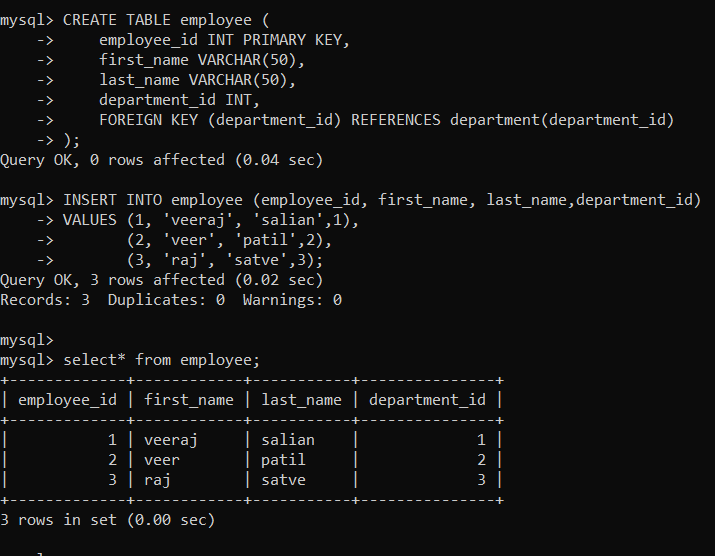 mysql> CREATE TABLE employee (
    ->     employee_id INT PRIMARY KEY,
    ->     first_name VARCHAR(50),
    ->     last_name VARCHAR(50),
    ->     department_id INT,
    ->     FOREIGN KEY (department_id) REFERENCES department(department_id)
    -> );
Query OK, 0 rows affected (0.04 sec)

mysql> INSERT INTO employee (employee_id, first_name, last_name,department_id)
    -> VALUES (1, 'veeraj', 'salian',1),
    ->        (2, 'veer', 'patil',2),
    ->        (3, 'raj', 'satve',3);
Query OK, 3 rows affected (0.02 sec)
Records: 3  Duplicates: 0  Warnings: 0

mysql>
mysql> select* from employee;
+-------------+------------+-----------+---------------+
| employee_id | first_name | last_name | department_id |
+-------------+------------+-----------+---------------+
|           1 | veeraj     | salian    |             1 |
|           2 | veer       | patil     |             2 |
|           3 | raj        | satve     |             3 |
+-------------+------------+-----------+---------------+
3 rows in set (0.00 sec)